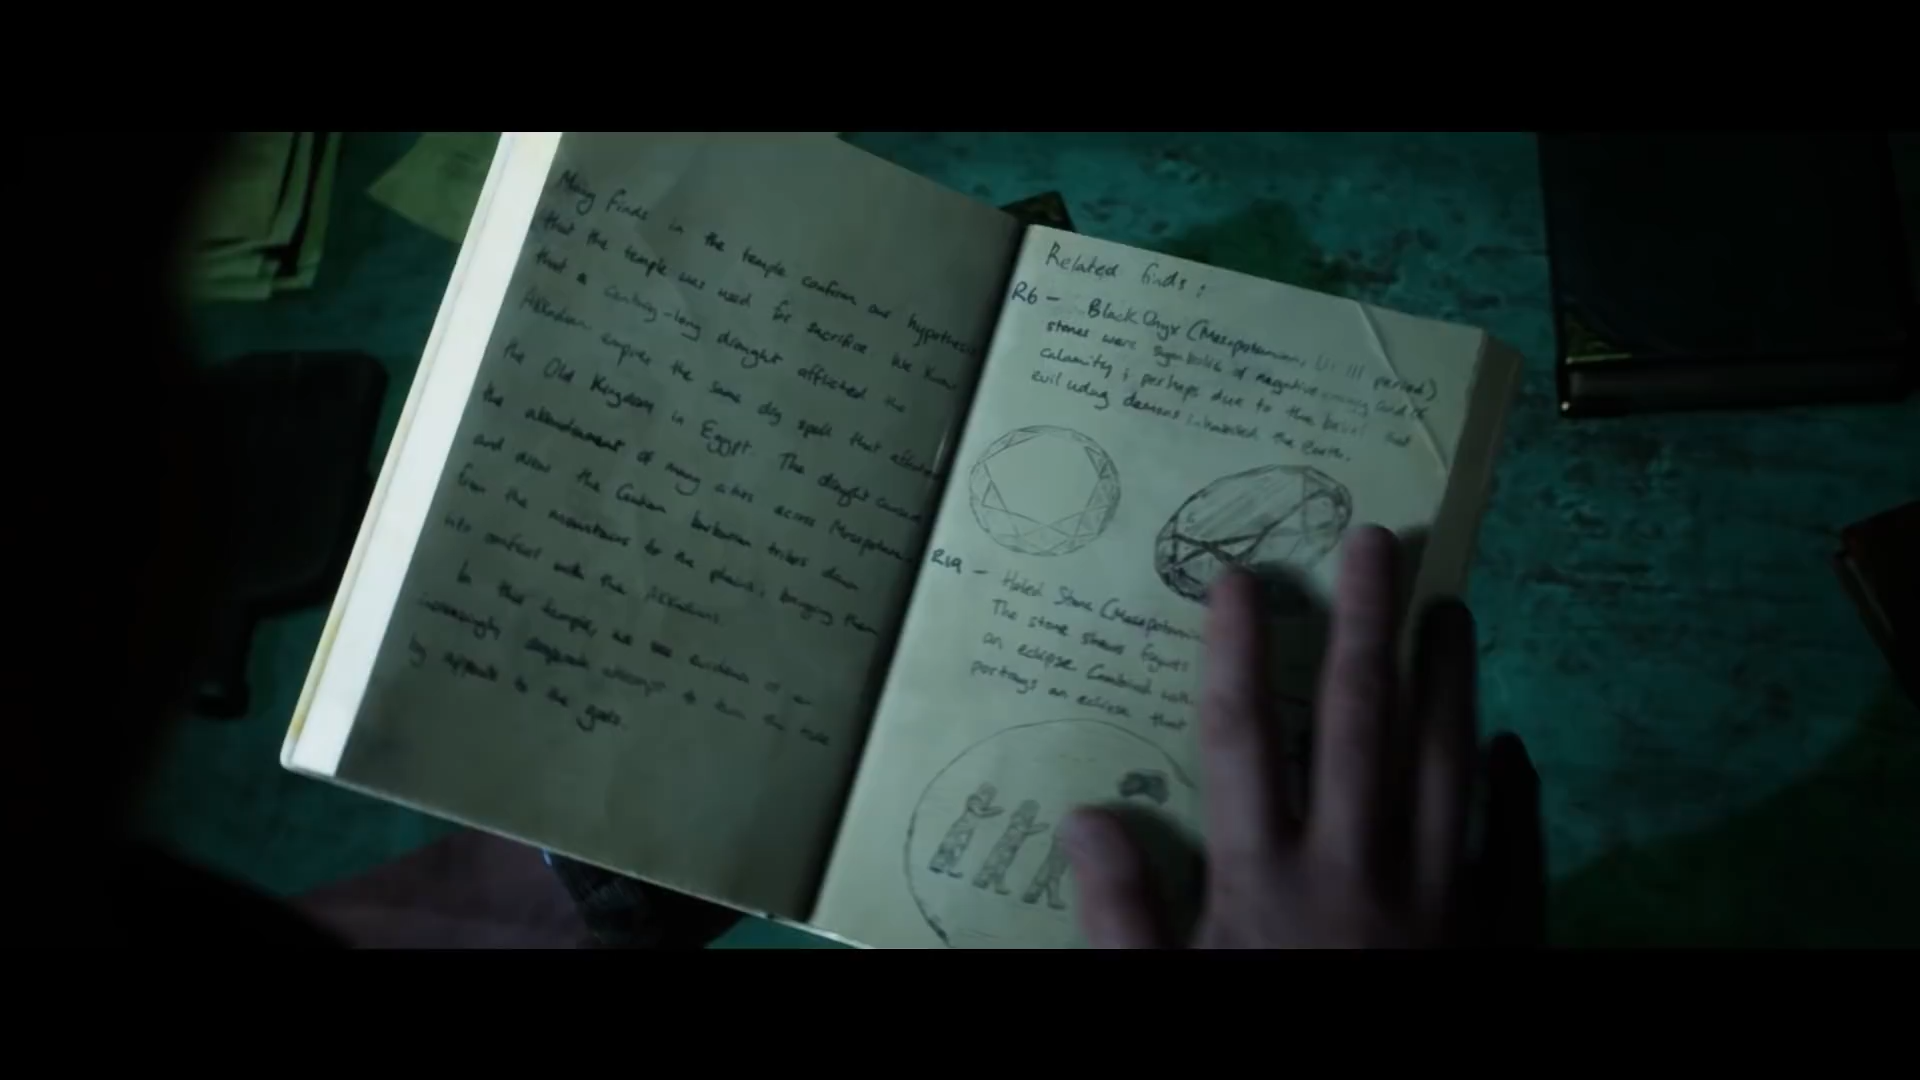 Many finds in the temple confirm our hypothesis
that the temple was used for sacrifice. We know
that a century-long drought afflicted the
Akkadian empire, the same dry spell that afflicted
the Old Kingdom in Egypt. The drought caused
the abandonment of many cities across Mesopotamia,
and drew the Gutian barbarian tribes down
from the mountains to the plains, bringing them
into conflict with the Akkadians.
In this temple, we see evidence of an
increasingly desperate attempt to turn the tide
by appeals to the gods.
Related finds:
R6 - Black Onyx (Mesopotamian, Ur III period)
stones were symbolic of negative energy and of
calamity; perhaps due to the belief that
evil udug demons inhabited the Earth.
R19 - Holed Stone (Mesopotamia
The stone shows figures
an eclipse. Combined with
portrays an eclipse that